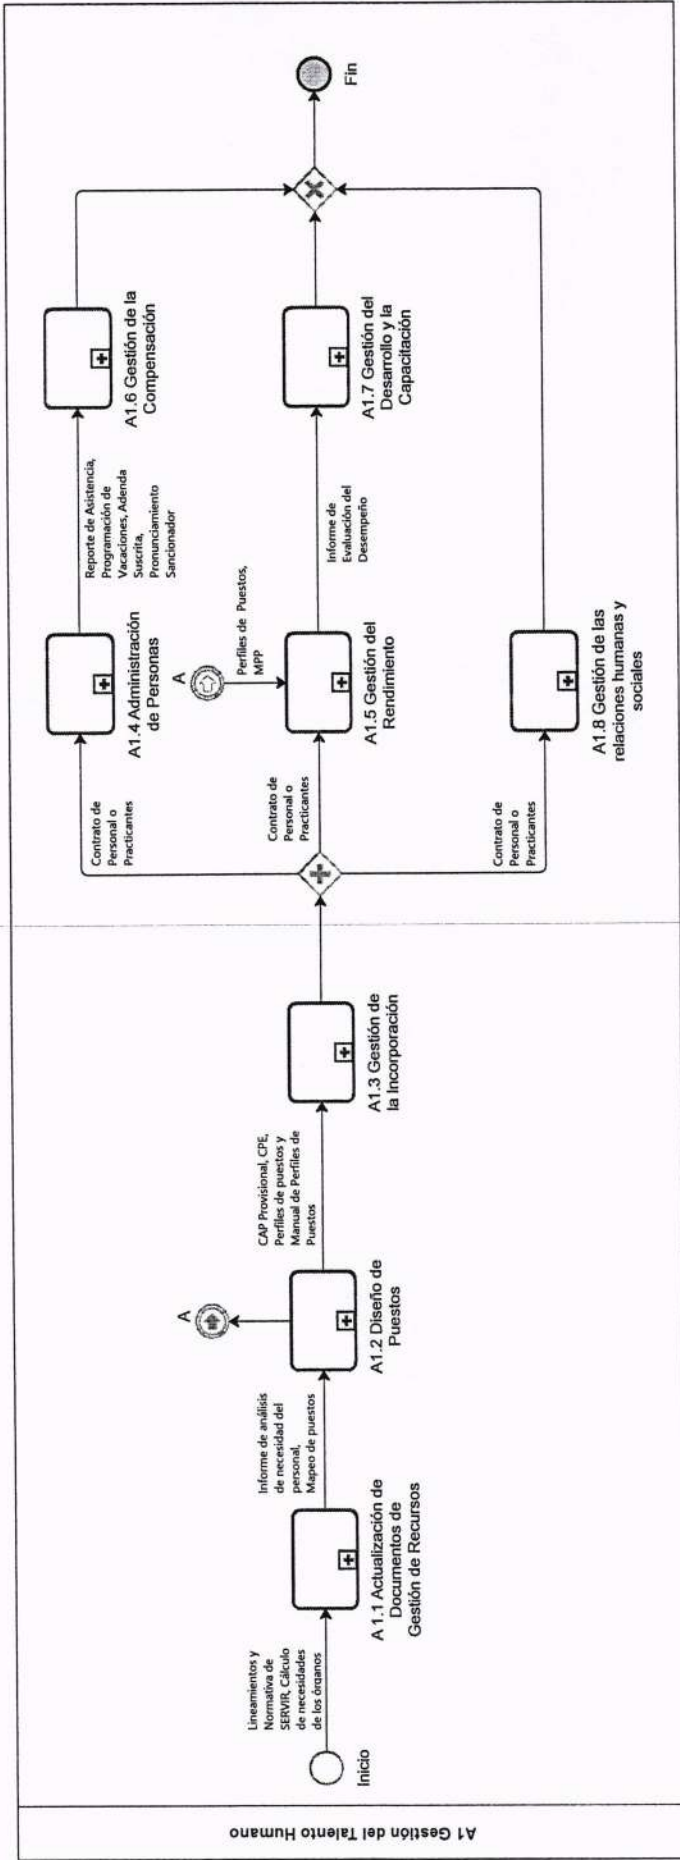 A1 Gestión del Talento Humano
Inicio
Lineamientos y
Normativa de
SERVIR, Cálculo
de necesidades
de los órganos
A1.1 Actualización de
Documentos de
Gestión de Recursos
Informe de análisis
de necesidad del
personal,
Mapeo de puestos
A
A1.2 Diseño de
Puestos
CAP Provisional, CPE,
Perfiles de puestos y
Manual de Perfiles de
Puestos
A1.3 Gestión de
la Incorporación
Contrato de
Personal o
Practicantes
A1.4 Administración
de Personas
Reporte de Asistencia,
Programación de
Vacaciones, Adenda
Suscrita,
Pronunciamiento
Sancionador
A1.6 Gestión de la
Compensación
Contrato de
Personal o
Practicantes
A
Perfiles de Puestos,
MPP
A1.5 Gestión del
Rendimiento
Informe de
Evaluación del
Desempeño
A1.7 Gestión del
Desarrollo y la
Capacitación
Contrato de
Personal o
Practicantes
A1.8 Gestión de las
relaciones humanas y
sociales
Fin